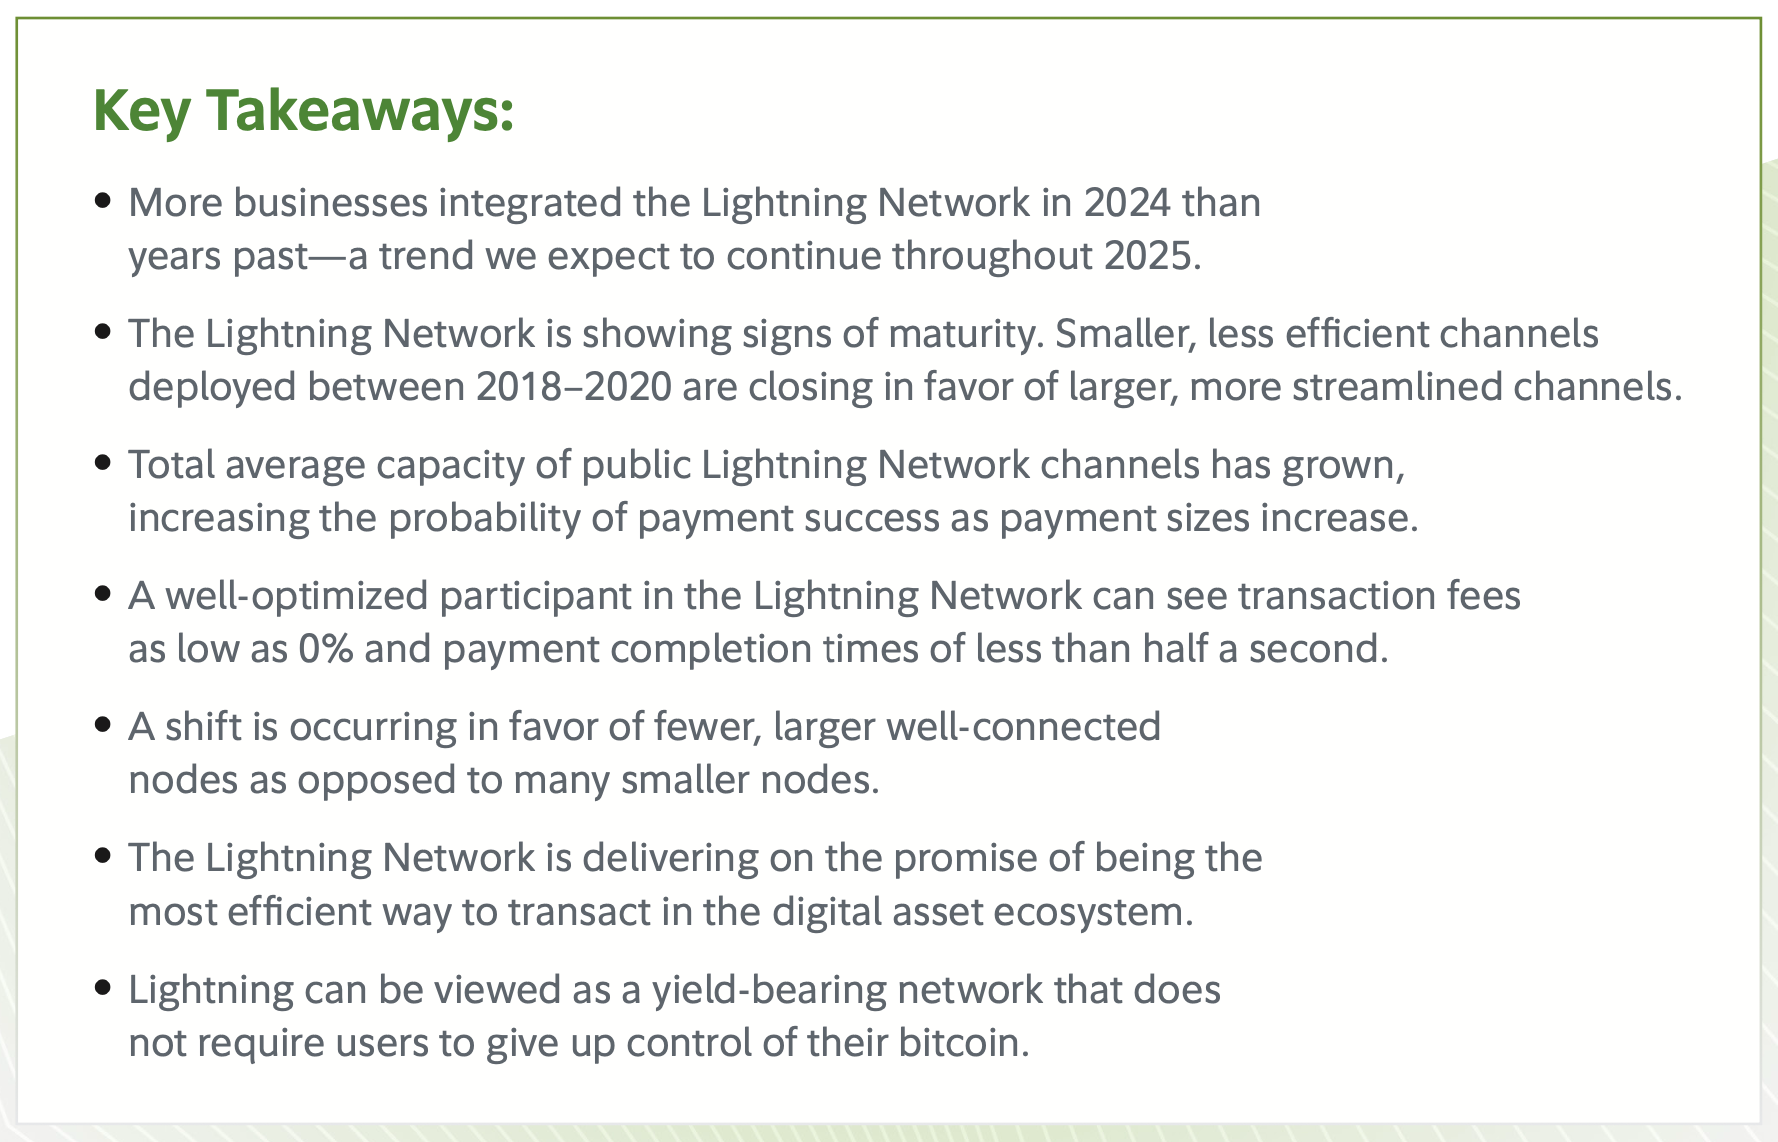 Key Takeaways:
• More businesses integrated the Lightning Network in 2024 than
years past—a trend we expect to continue throughout 2025.
• The Lightning Network is showing signs of maturity. Smaller, less efficient channels
deployed between 2018–2020 are closing in favor of larger, more streamlined channels.
• Total average capacity of public Lightning Network channels has grown,
increasing the probability of payment success as payment sizes increase.
• A well-optimized participant in the Lightning Network can see transaction fees
as low as 0% and payment completion times of less than half a second.
• A shift is occurring in favor of fewer, larger well-connected
nodes as opposed to many smaller nodes.
• The Lightning Network is delivering on the promise of being the
most efficient way to transact in the digital asset ecosystem.
• Lightning can be viewed as a yield-bearing network that does
not require users to give up control of their bitcoin.